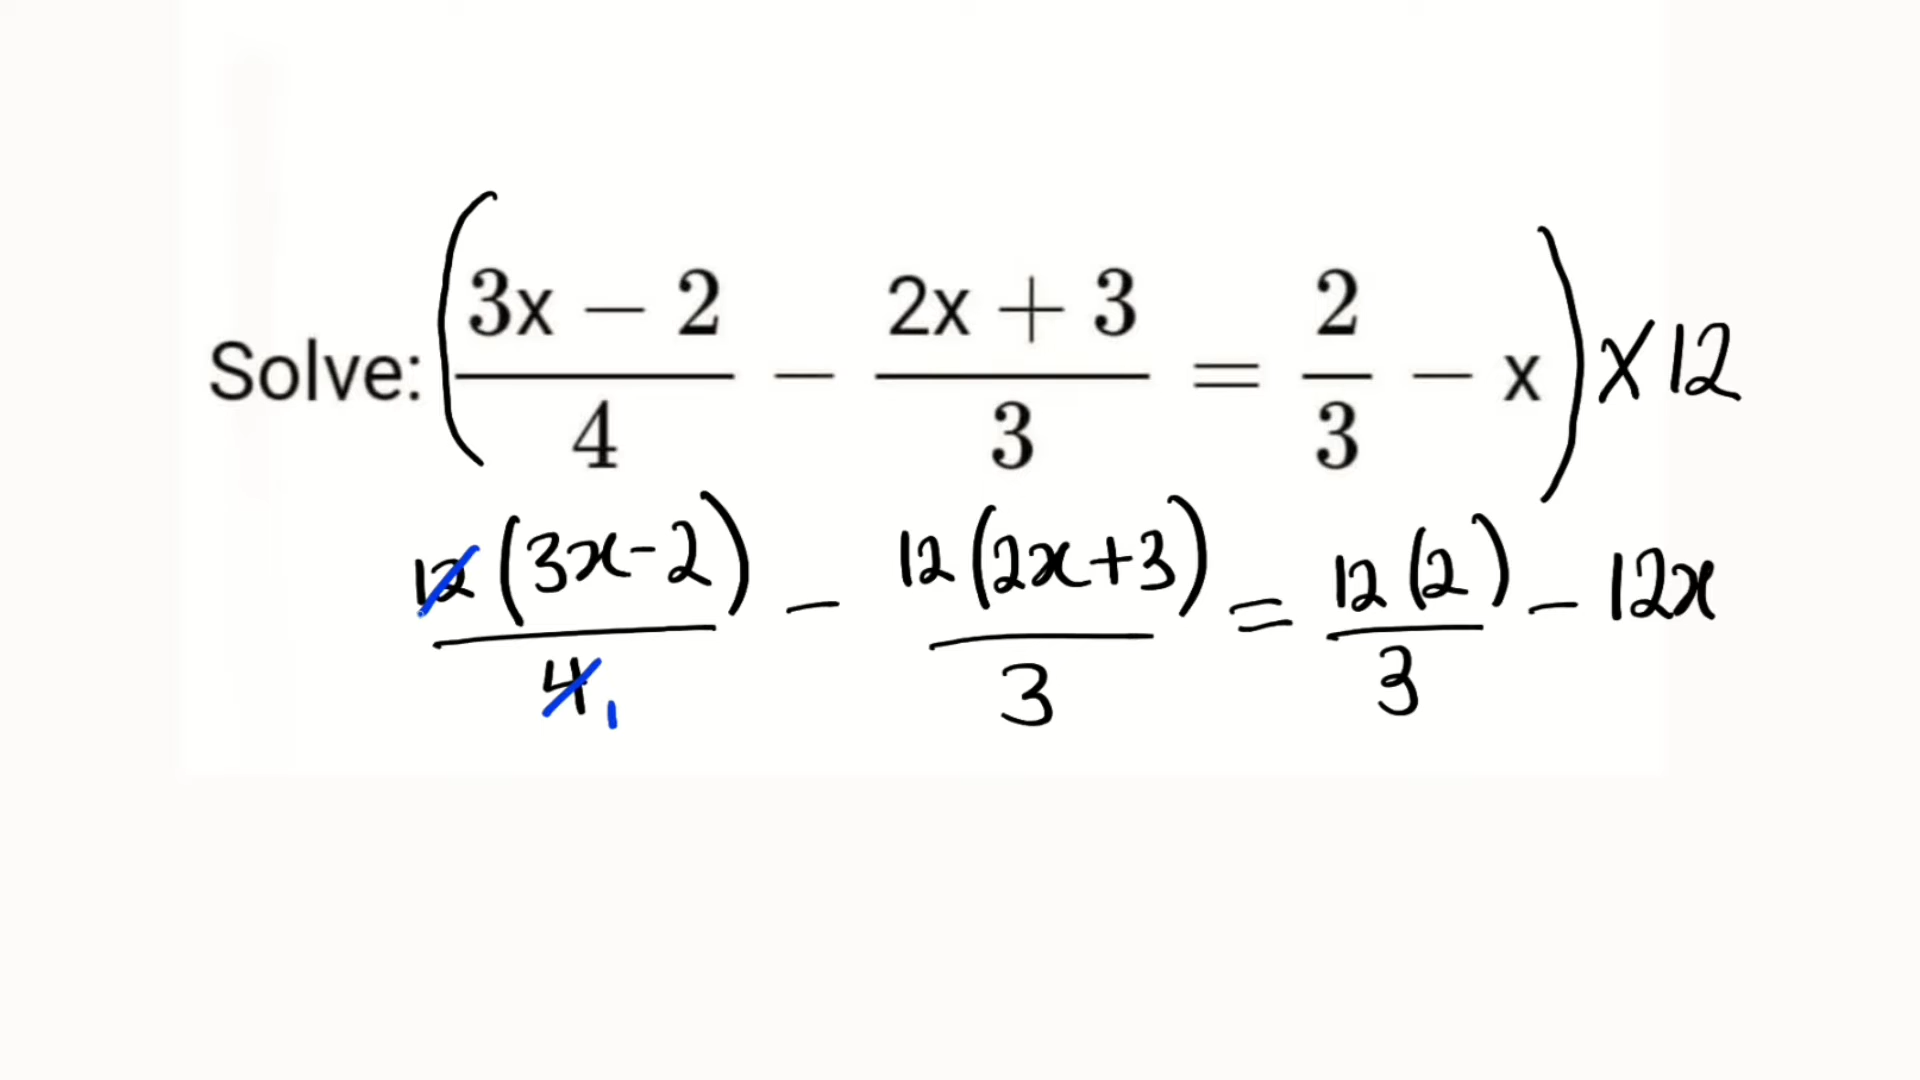 Solve: ( (3x − 2)/4 − (2x + 3)/3 = 2/3 − x ) × 12
12(3x-2)/4 1 − 12(2x+3)/3 = 12(2)/3 − 12x